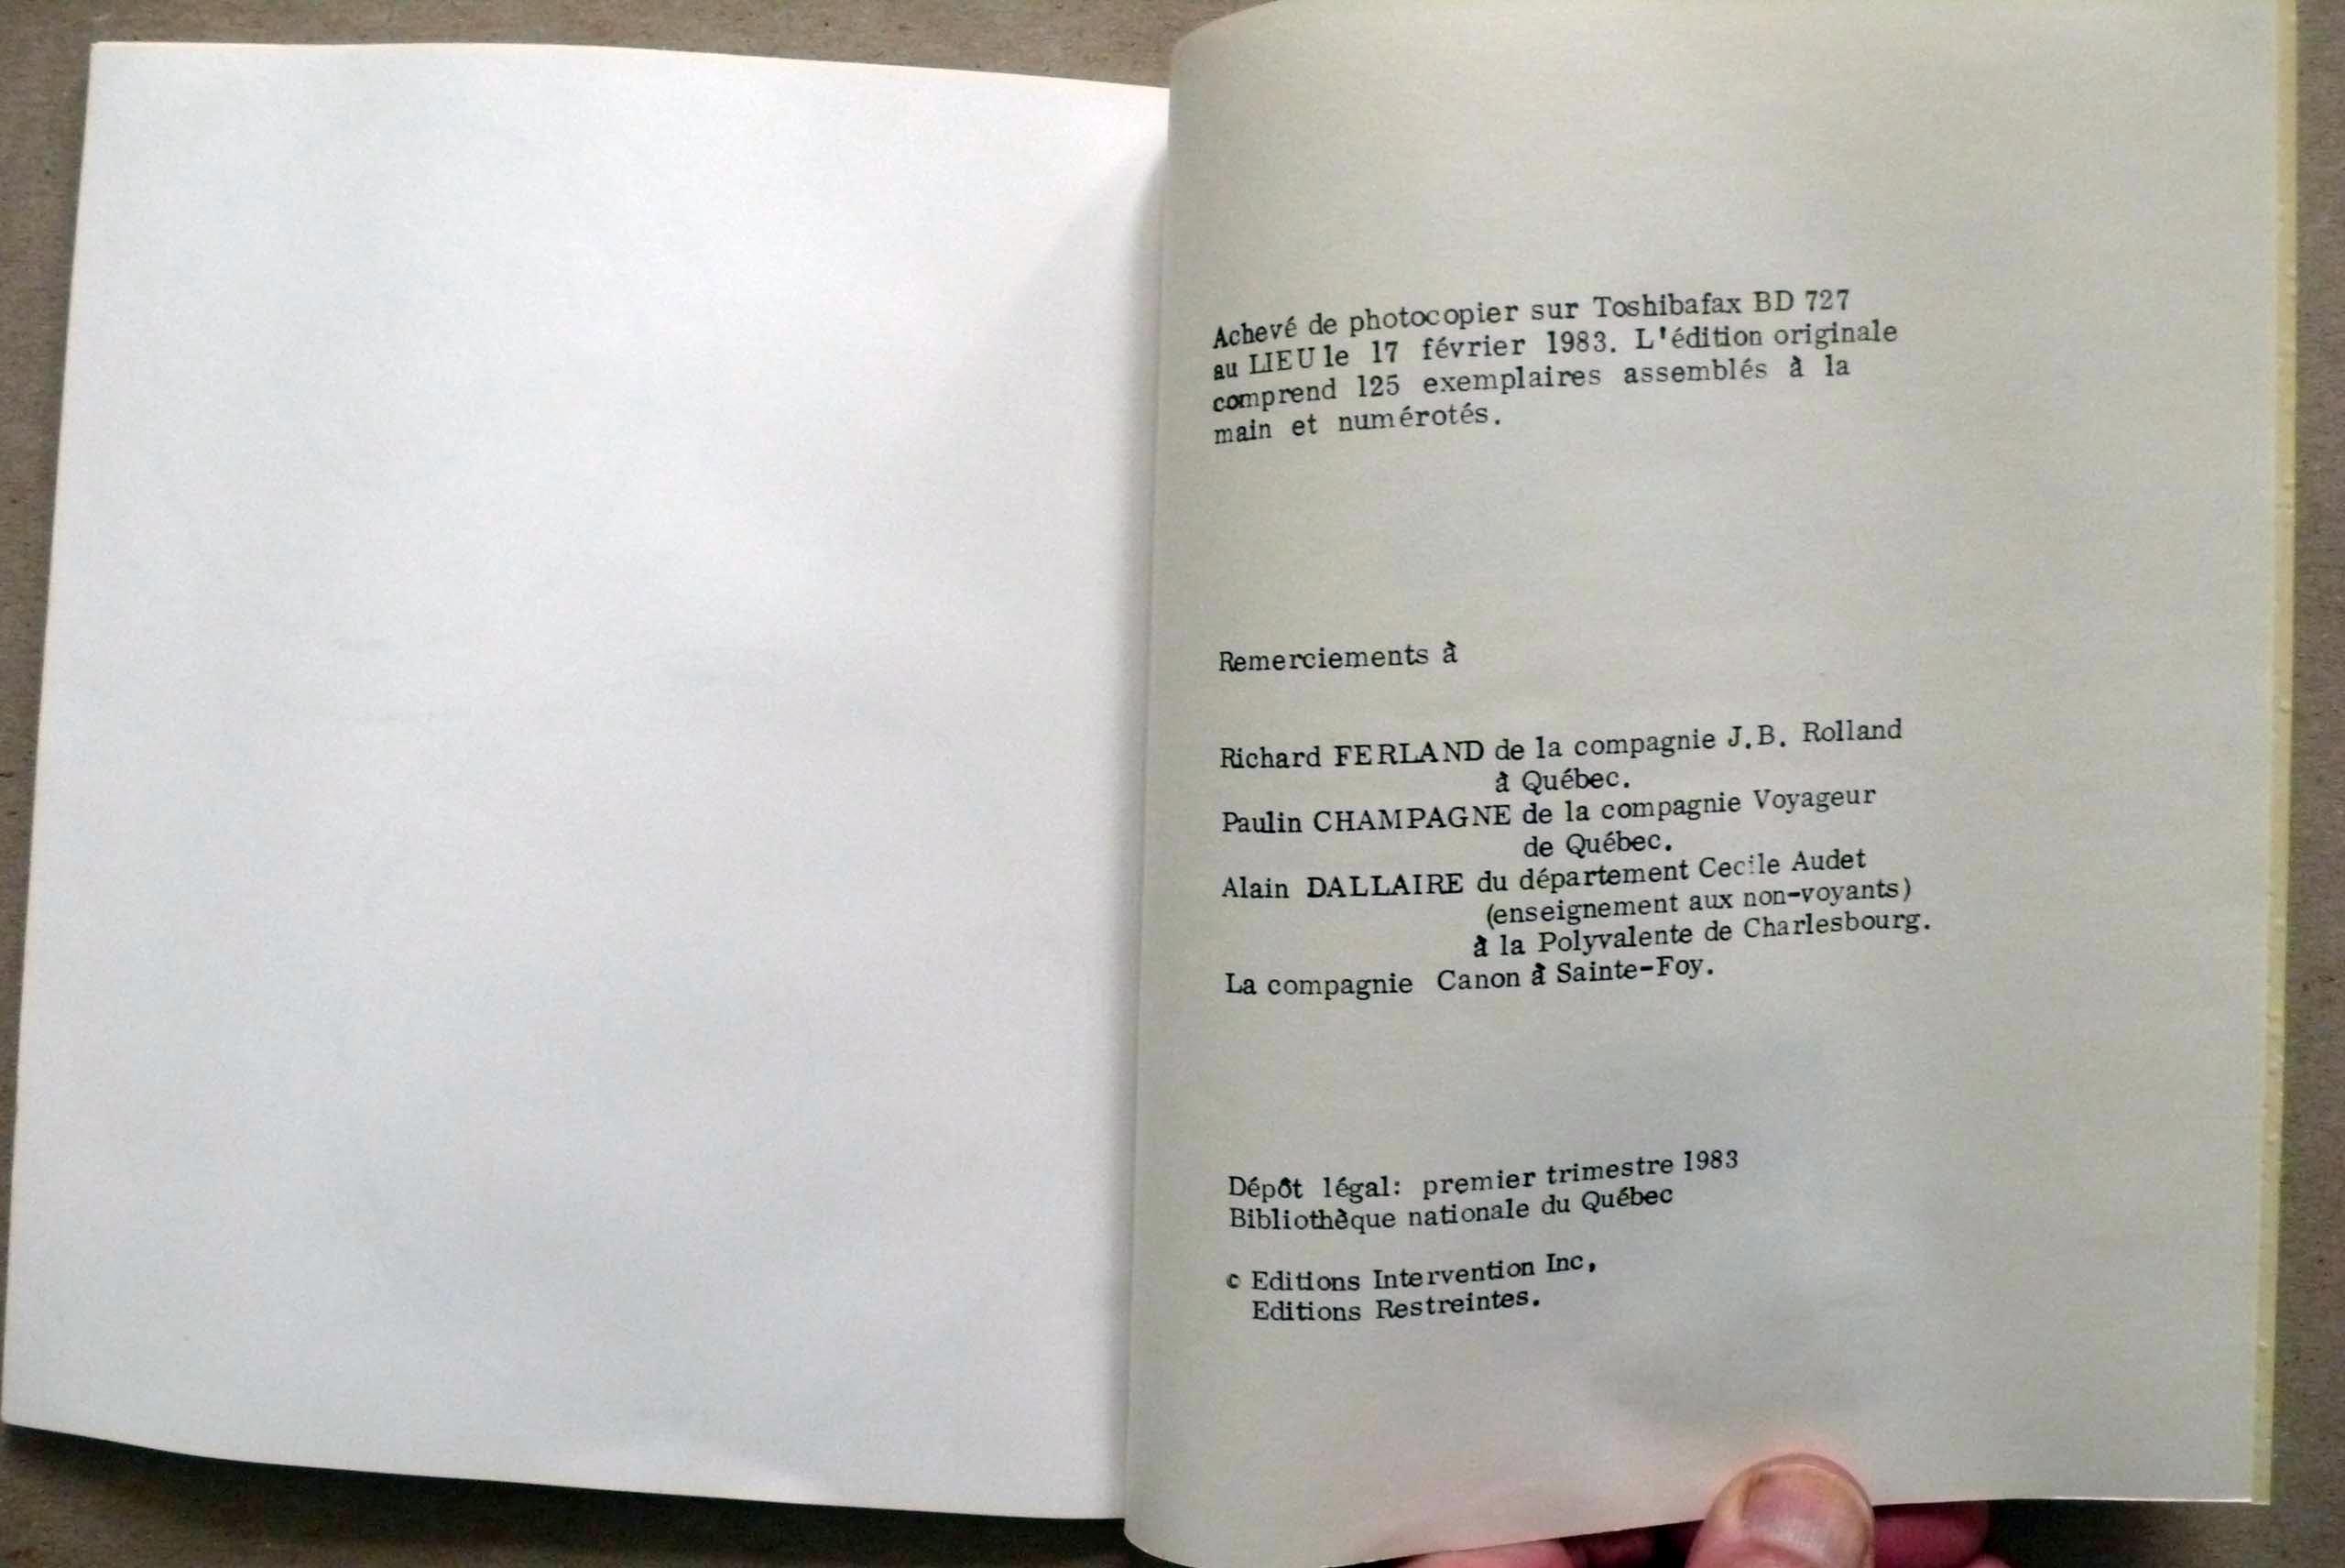 Achevé de photocopier sur Toshibafax BD 727
au LIEU le 17 février 1983. L'édition originale
comprend 125 exemplaires assemblés à la
main et numérotés.
Remerciements à
Richard FERLAND de la compagnie J.B. Rolland
à Québec.
Paulin CHAMPAGNE de la compagnie Voyageur
de Québec.
Alain DALLAIRE du département Cecile Audet
(enseignement aux non-voyants)
à la Polyvalente de Charlesbourg.
La compagnie Canon à Sainte-Foy.
Dépôt légal: premier trimestre 1983
Bibliothèque nationale du Québec
© Editions Intervention Inc,
Editions Restreintes.